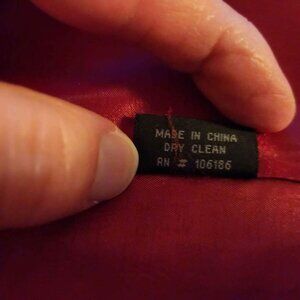 MADE IN CHINA
DRY CLEAN
RN # 106186